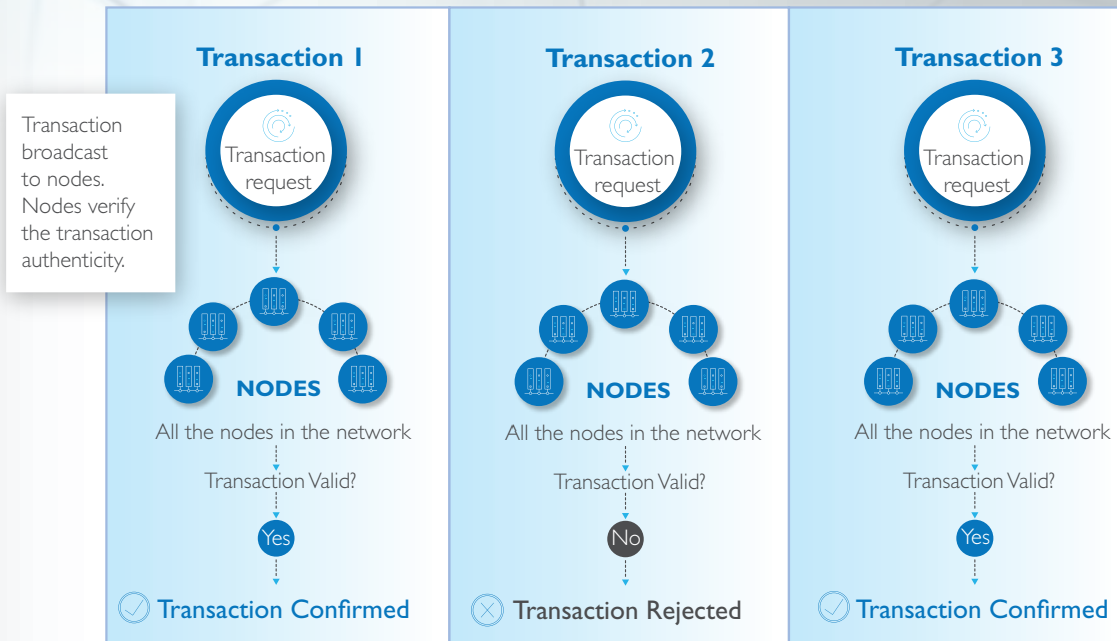 Transaction
broadcast
to nodes.
Nodes verify
the transaction
authenticity.
Transaction 1
Transaction
request
NODES
All the nodes in the network
Transaction Valid?
Yes
Transaction Confirmed
Transaction 2
Transaction
request
NODES
All the nodes in the network
Transaction Valid?
No
Transaction Rejected
Transaction 3
Transaction
request
NODES
All the nodes in the network
Transaction Valid?
Yes
Transaction Confirmed